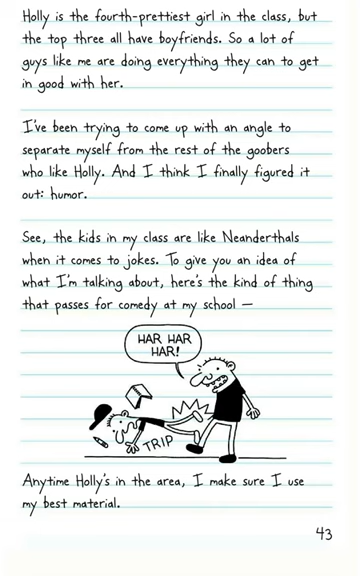 Holly is the fourth-prettiest girl in the class, but
the top three all have boyfriends. So a lot of
guys like me are doing everything they can to get
in good with her.
I've been trying to come up with an angle to
separate myself from the rest of the goobers
who like Holly. And I think I finally figured it
out: humor.
See, the kids in my class are like Neanderthals
when it comes to jokes. To give you an idea of
what I'm talking about, here's the kind of thing
that passes for comedy at my school —
HAR HAR
HAR!
TRIP
Anytime Holly's in the area, I make sure I use
my best material.
43